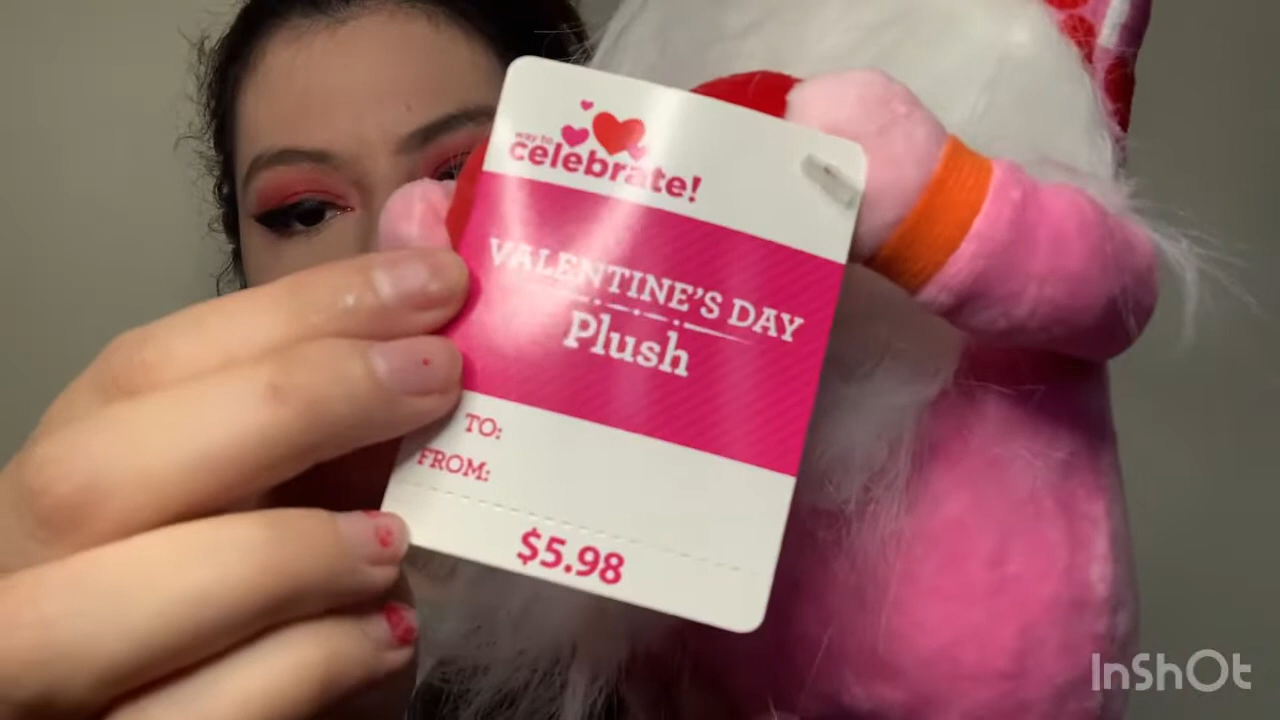 way to
celebrate!
VALENTINE'S DAY
Plush
TO:
FROM:
$5.98
InShOt